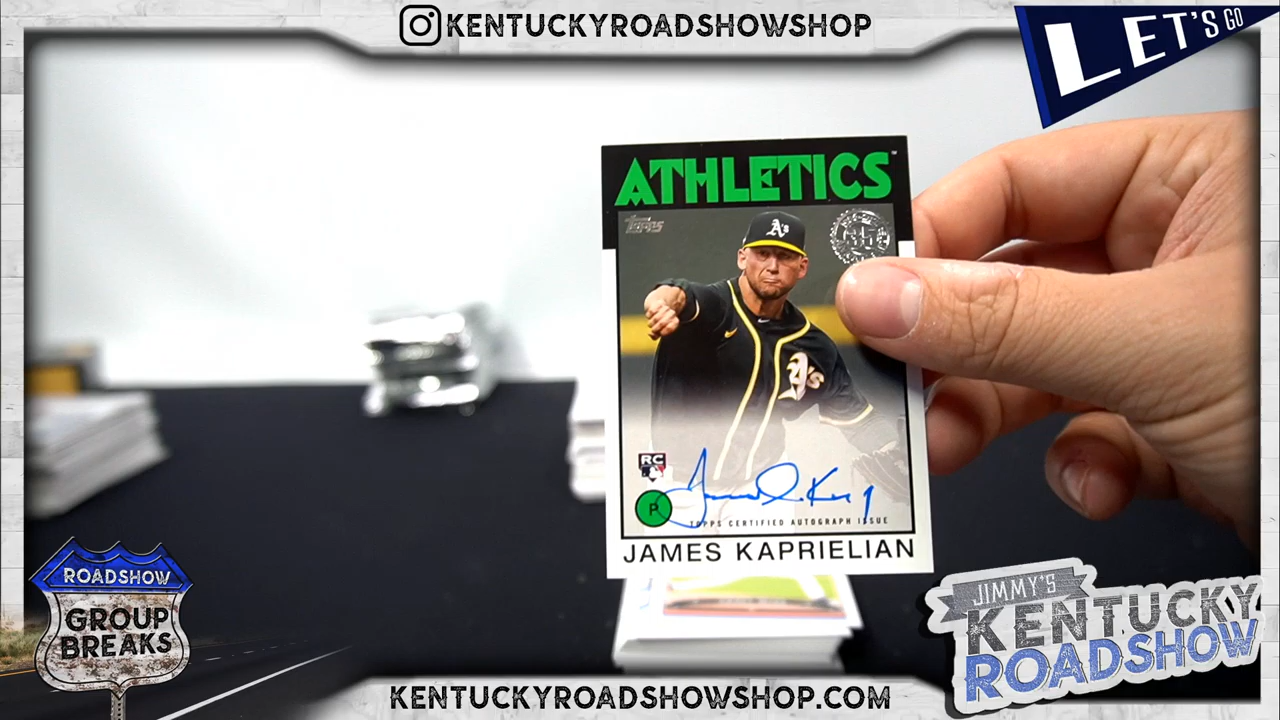 KENTUCKYROADSHOWSHOP
LET'S GO
ATHLETICS
Topps
35
A's
A's
RC
P
TOPPS CERTIFIED AUTOGRAPH ISSUE
JAMES KAPRIELIAN
ROADSHOW
GROUP
BREAKS
JIMMY'S
KENTUCKY
ROADSHOW
KENTUCKYROADSHOWSHOP.COM